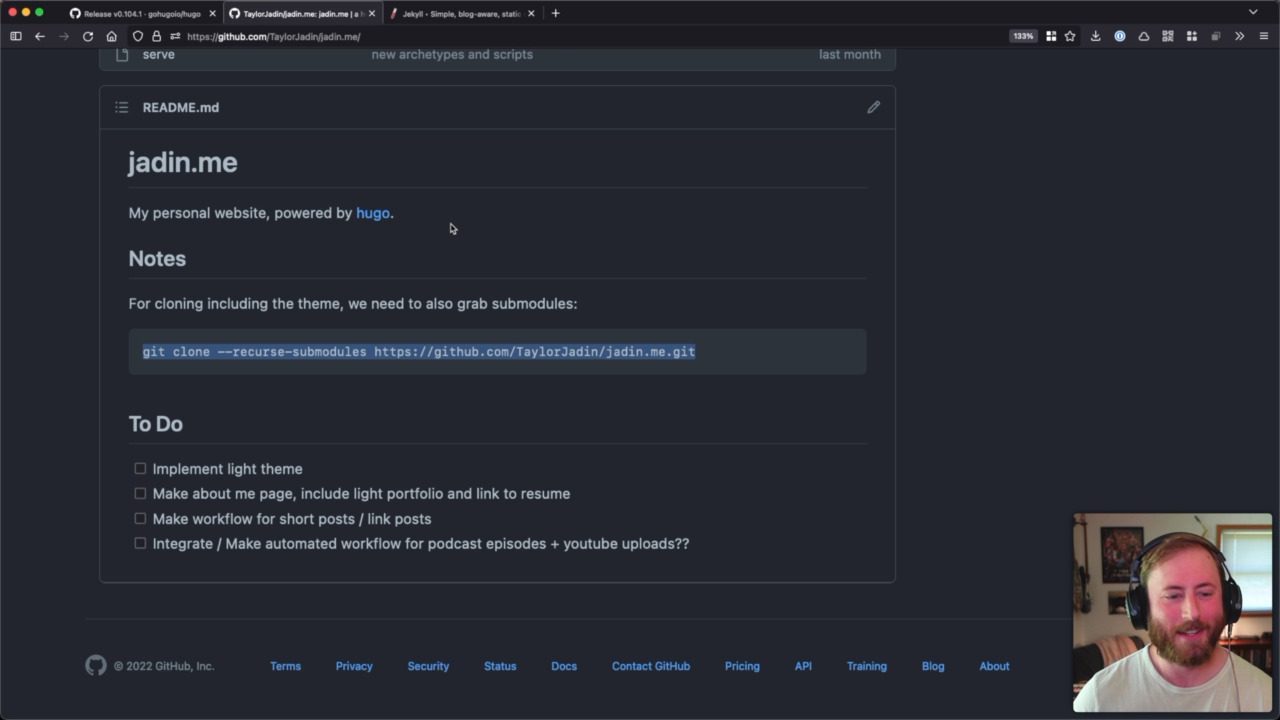 Release v0.104.1 · gohugoio/hugo
TaylorJadin/jadin.me: jadin.me | a h
Jekyll • Simple, blog-aware, static
https://github.com/TaylorJadin/jadin.me/
133%
serve new archetypes and scripts last month
README.md
jadin.me
My personal website, powered by hugo.
Notes
For cloning including the theme, we need to also grab submodules:
git clone --recurse-submodules https://github.com/TaylorJadin/jadin.me.git
To Do
Implement light theme
Make about me page, include light portfolio and link to resume
Make workflow for short posts / link posts
Integrate / Make automated workflow for podcast episodes + youtube uploads??
© 2022 GitHub, Inc. Terms Privacy Security Status Docs Contact GitHub Pricing API Training Blog About